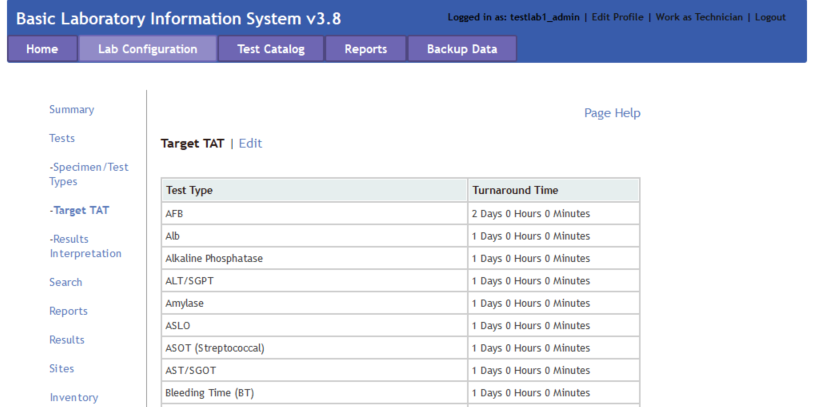 Basic Laboratory Information System v3.8
Logged in as: testlab1_admin | Edit Profile | Work as Technician | Logout
Home Lab Configuration Test Catalog Reports Backup Data
Summary
Tests
-Specimen/Test
Types
-Target TAT
-Results
Interpretation
Search
Reports
Results
Sites
Inventory
Page Help
Target TAT | Edit
Test Type Turnaround Time
AFB 2 Days 0 Hours 0 Minutes
Alb 1 Days 0 Hours 0 Minutes
Alkaline Phosphatase 1 Days 0 Hours 0 Minutes
ALT/SGPT 1 Days 0 Hours 0 Minutes
Amylase 1 Days 0 Hours 0 Minutes
ASLO 1 Days 0 Hours 0 Minutes
ASOT (Streptococcal) 1 Days 0 Hours 0 Minutes
AST/SGOT 1 Days 0 Hours 0 Minutes
Bleeding Time (BT) 1 Days 0 Hours 0 Minutes